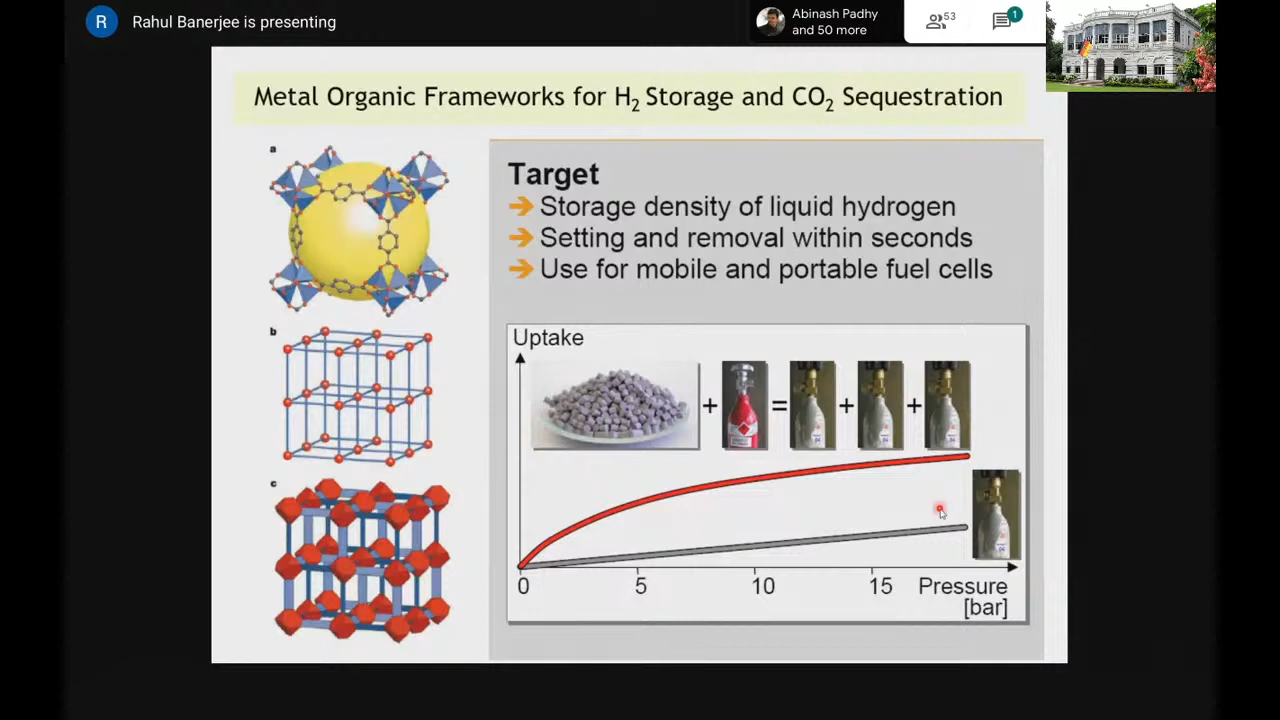 R
Rahul Banerjee is presenting
Abinash Padhy
and 50 more
53
1
Metal Organic Frameworks for H₂ Storage and CO₂ Sequestration
a
b
c
Target
➔ Storage density of liquid hydrogen
➔ Setting and removal within seconds
➔ Use for mobile and portable fuel cells
Uptake
+ = + +
0 5 10 15 Pressure
[bar]